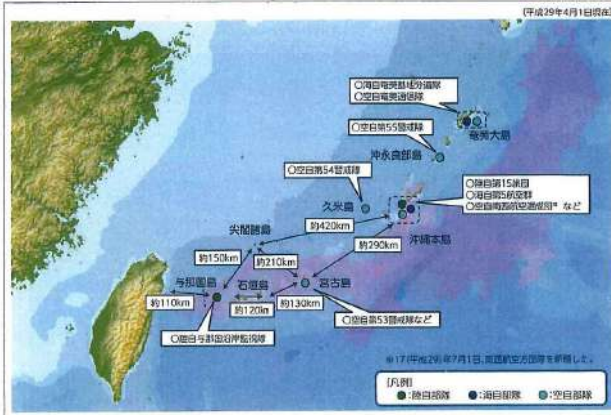 (平成29年4月1日現在)
○海自奄美基地分遣隊
○空自奄美通信隊
奄美大島
○空自第55警戒隊
沖永良部島
○空自第54警戒隊
久米島
○陸自第15旅団
○海自第5航空群
○空自南西航空混成団※ など
沖縄本島
尖閣諸島
約420km
約290km
約150km
約210km
与那国島
石垣島
宮古島
約110km
約120km
約130km
○空自第53警戒隊など
○陸自与那国沿岸監視隊
※17(平成29)年7月1日、南西航空方面隊を新編した。
[凡例]
:陸自部隊
:海自部隊
:空自部隊